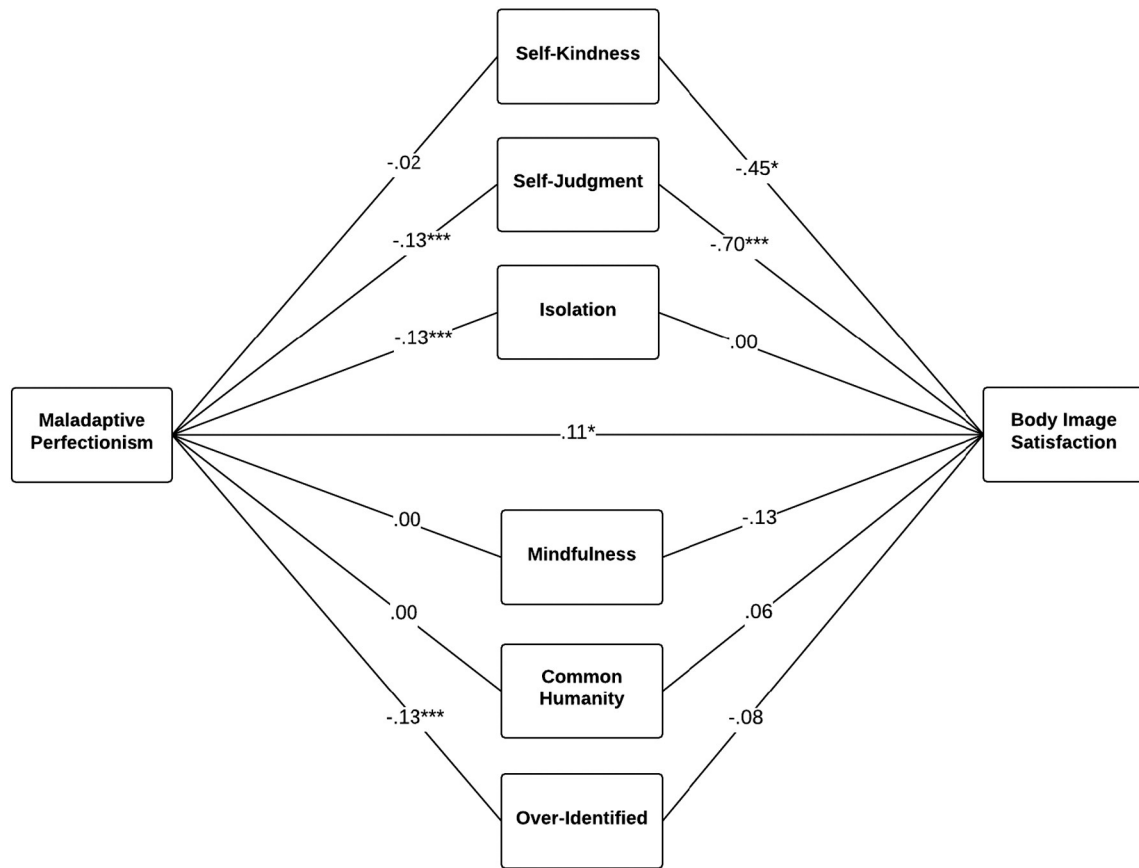 Self-Kindness
-.02
-.45*
Self-Judgment
-.13***
-.70***
Isolation
-.13***
.00
Maladaptive
Perfectionism
.11*
Body Image
Satisfaction
.00
Mindfulness
-.13
.00
Common
Humanity
.06
-.13***
-.08
Over-Identified